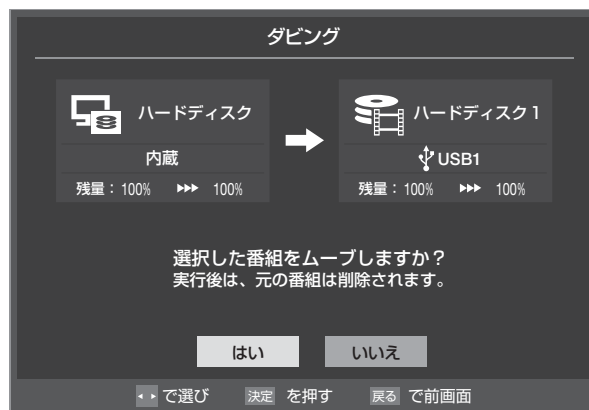 ダビング
ハードディスク
内蔵
残量：100% ▶▶▶ 100%
ハードディスク1
USB1
残量：100% ▶▶▶ 100%
選択した番組をムーブしますか？
実行後は、元の番組は削除されます。
はい いいえ
で選び 決定 を押す 戻る で前画面